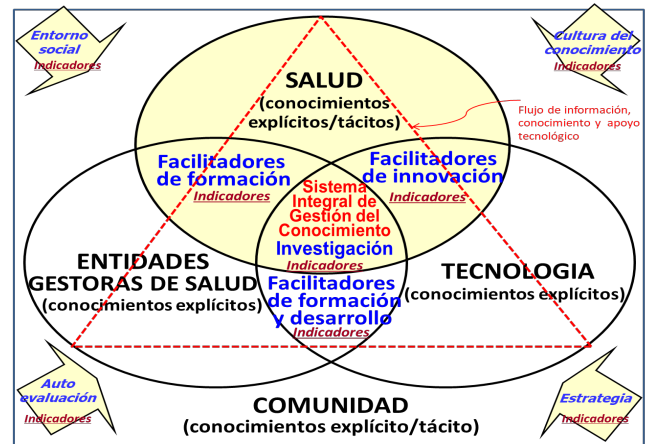 Entorno
social
Indicadores
Cultura del
conocimiento
Indicadores
SALUD
(conocimientos
explícitos/tácitos)
Flujo de información,
conocimiento y apoyo
tecnológico
Facilitadores
de formación
Indicadores
Facilitadores
de innovación
Indicadores
Sistema
Integral de
Gestión del
Conocimiento
Investigación
Indicadores
ENTIDADES
GESTORAS DE SALUD
(conocimientos explícitos)
TECNOLOGIA
(conocimientos explícitos)
Facilitadores
de formación
y desarrollo
Indicadores
Auto
evaluación
Indicadores
Estrategia
Indicadores
COMUNIDAD
(conocimientos explícito/tácito)